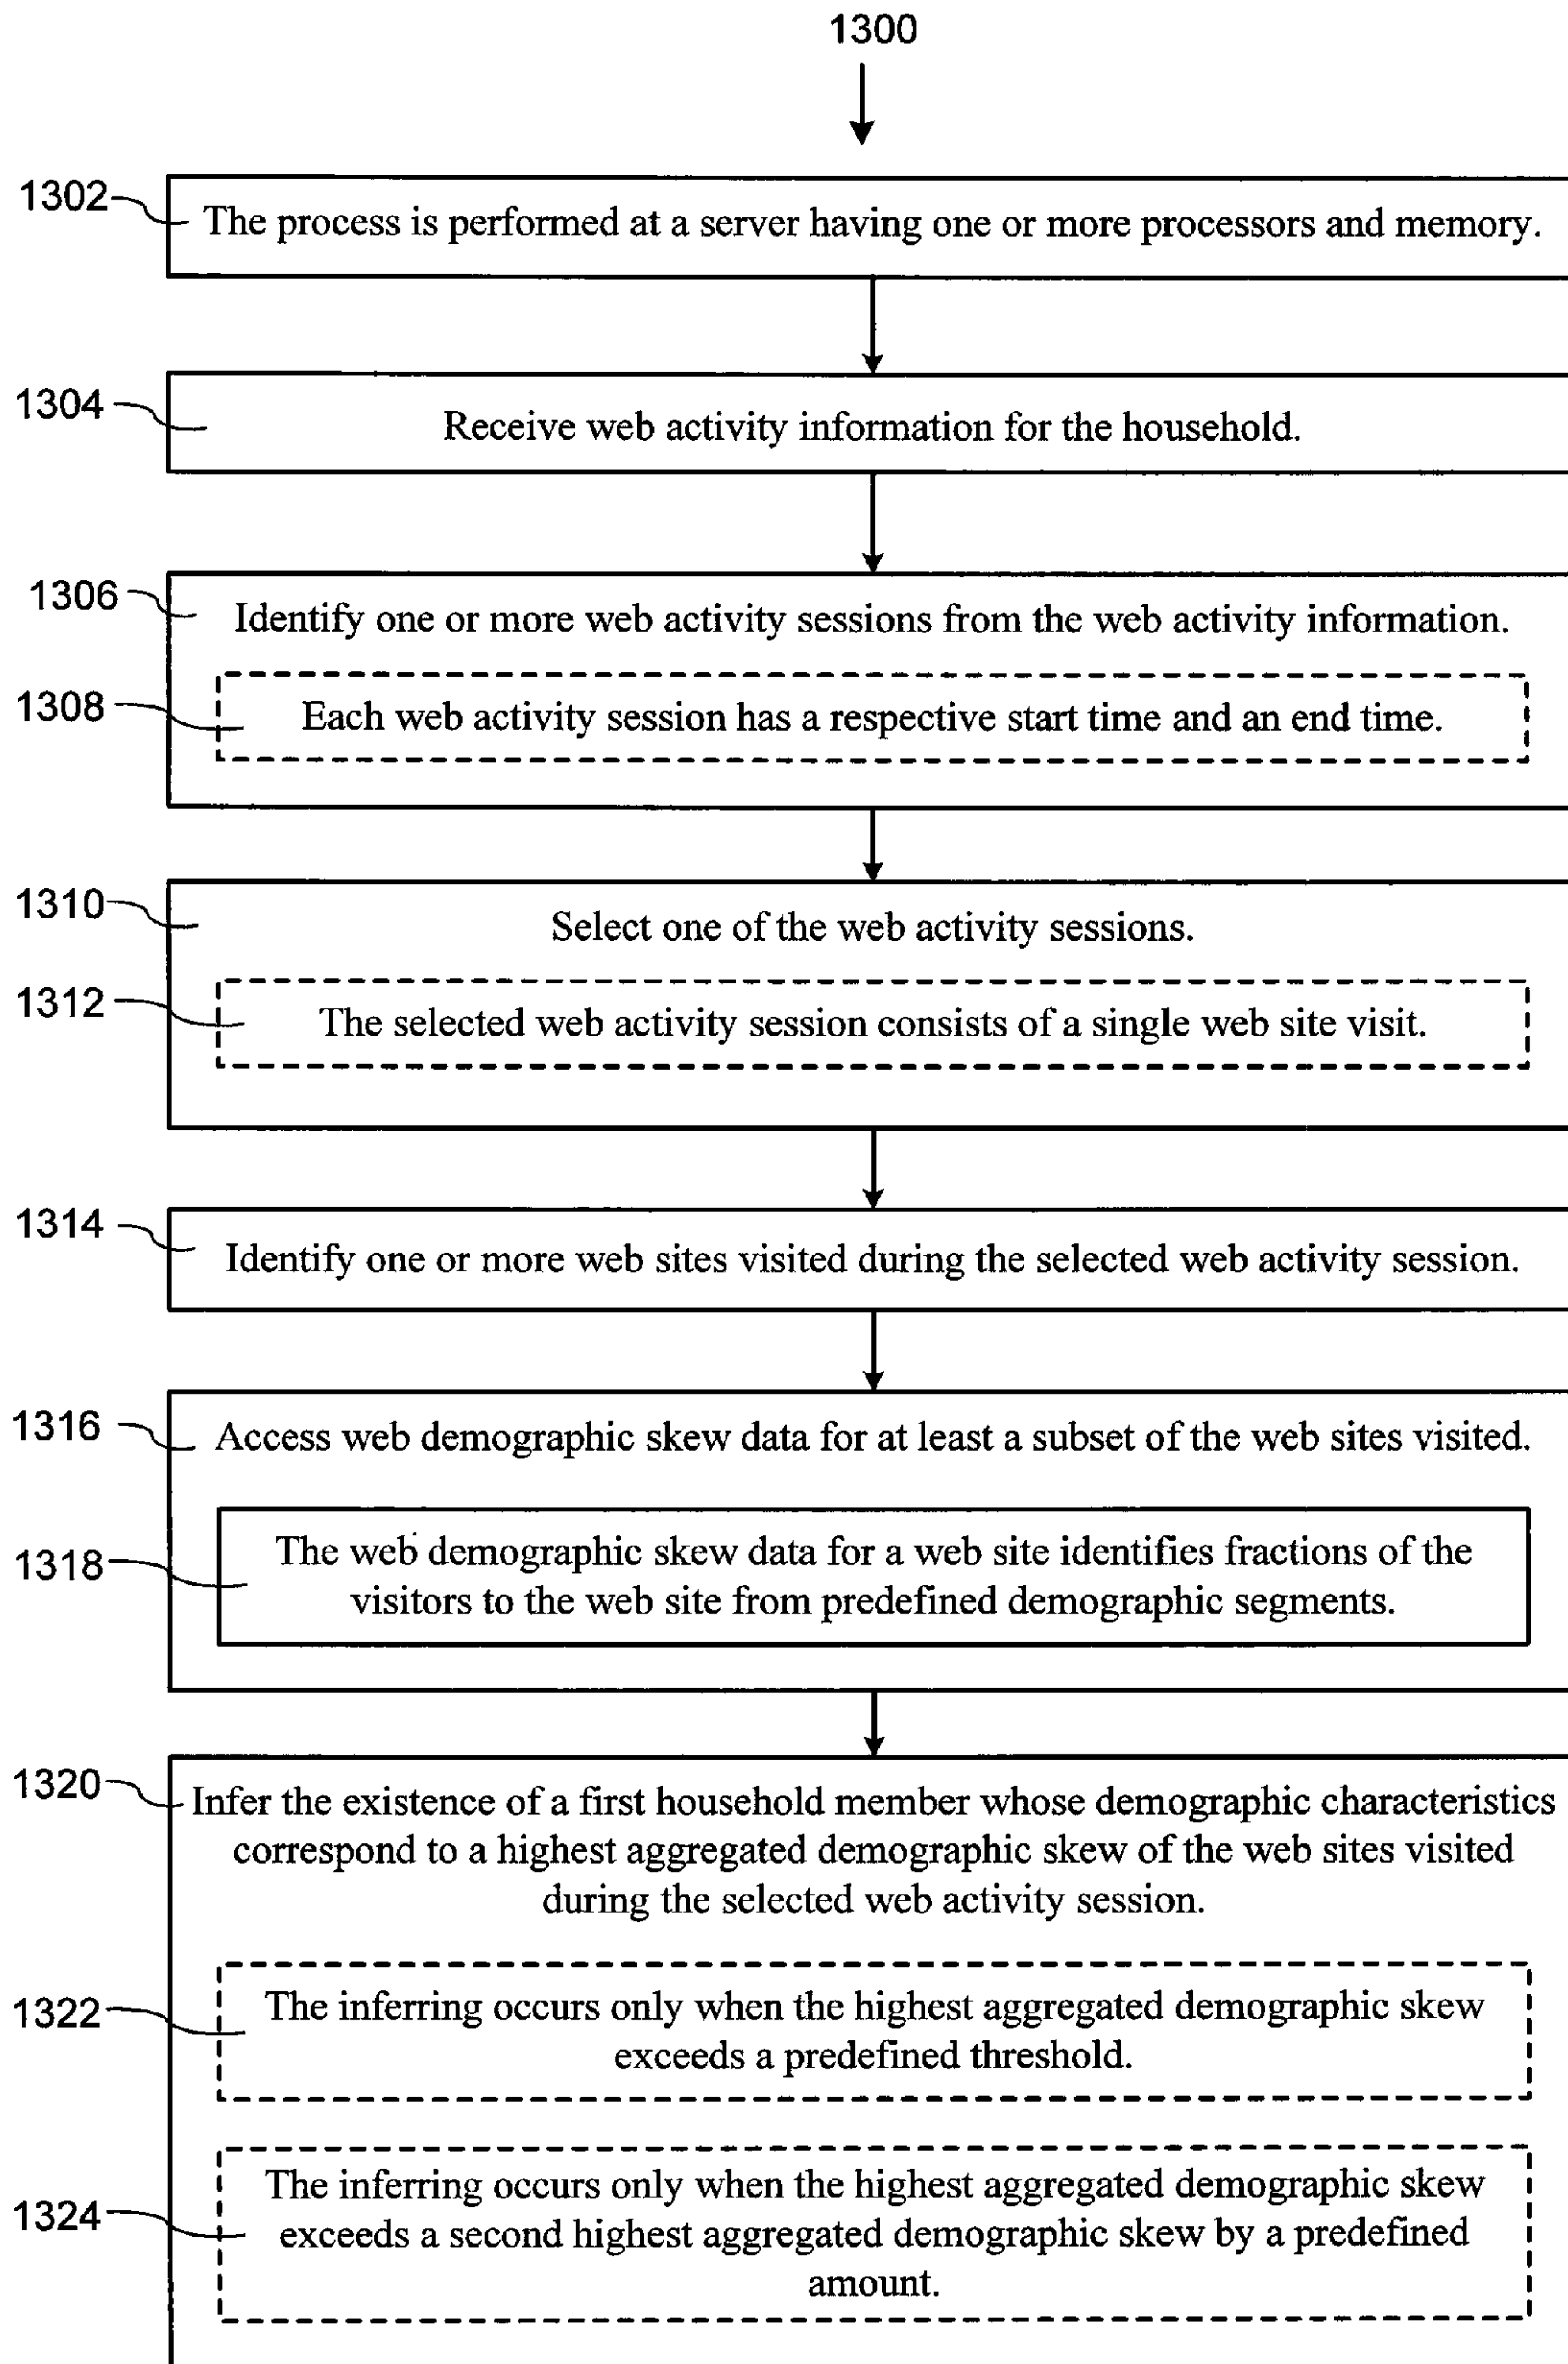 1300
1302
The process is performed at a server having one or more processors and memory.
1304
Receive web activity information for the household.
1306
Identify one or more web activity sessions from the web activity information.
1308
Each web activity session has a respective start time and an end time.
1310
Select one of the web activity sessions.
1312
The selected web activity session consists of a single web site visit.
1314
Identify one or more web sites visited during the selected web activity session.
1316
Access web demographic skew data for at least a subset of the web sites visited.
1318
The web demographic skew data for a web site identifies fractions of the
visitors to the web site from predefined demographic segments.
1320
Infer the existence of a first household member whose demographic characteristics
correspond to a highest aggregated demographic skew of the web sites visited
during the selected web activity session.
1322
The inferring occurs only when the highest aggregated demographic skew
exceeds a predefined threshold.
1324
The inferring occurs only when the highest aggregated demographic skew
exceeds a second highest aggregated demographic skew by a predefined
amount.